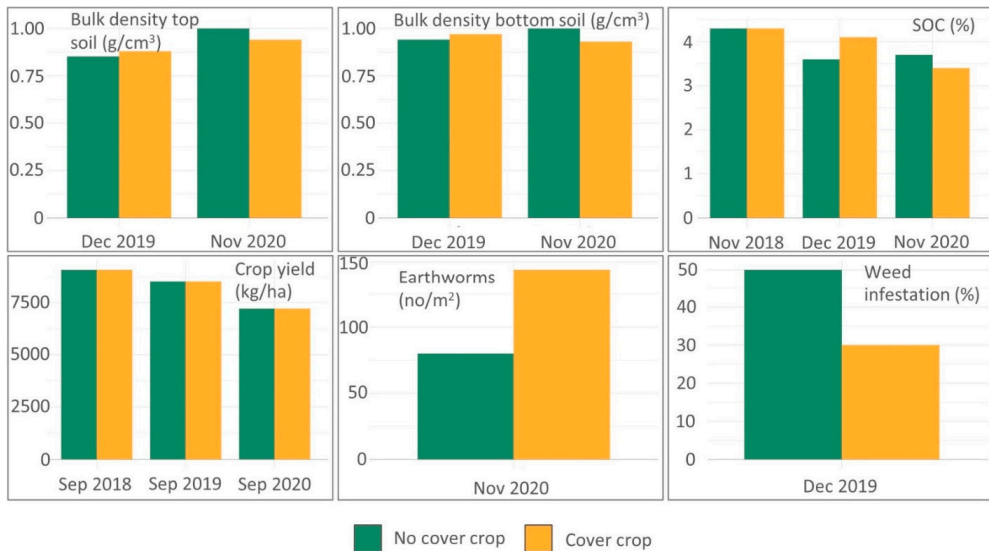 Bulk density top
soil (g/cm³)
1.00
0.75
0.50
0.25
0
Dec 2019 Nov 2020
Bulk density bottom soil (g/cm³)
1.00
0.75
0.50
0.25
0
Dec 2019 Nov 2020
SOC (%)
4
3
2
1
0
Nov 2018 Dec 2019 Nov 2020
Crop yield
(kg/ha)
7500
5000
2500
0
Sep 2018 Sep 2019 Sep 2020
150
Earthworms
(no/m²)
100
50
0
Nov 2020
Weed
infestation (%)
50
40
30
20
10
0
Dec 2019
No cover crop Cover crop